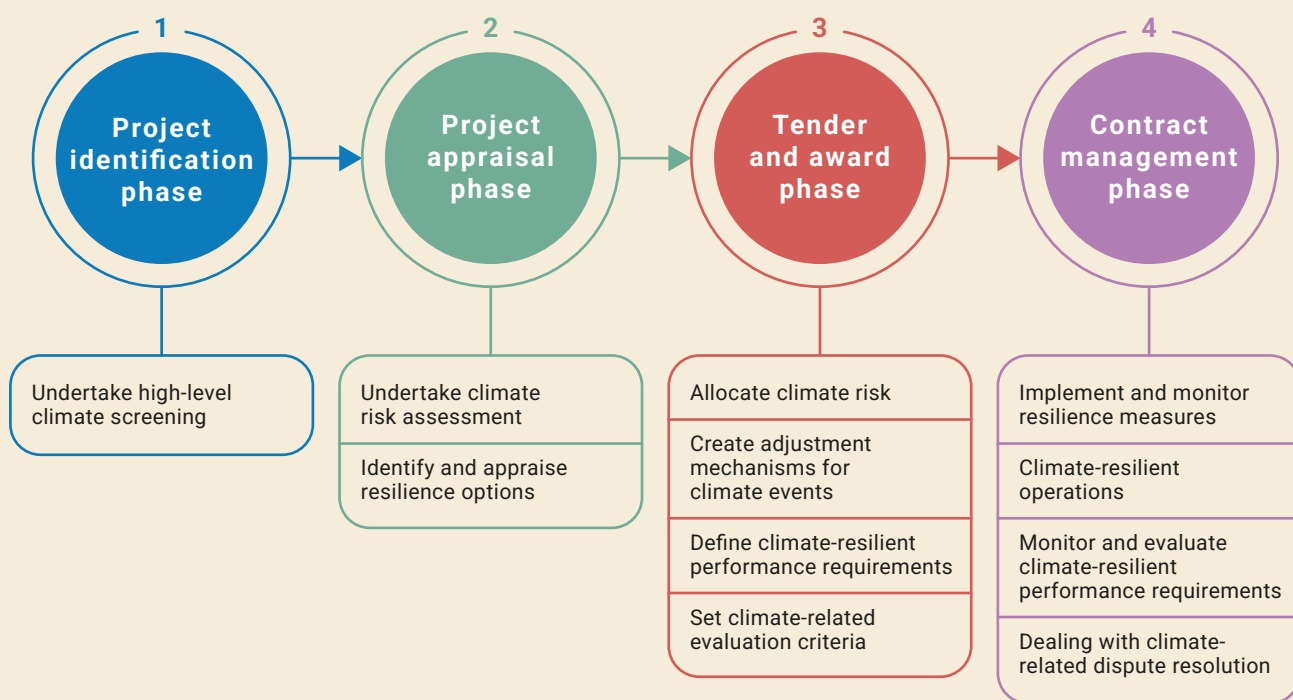 1
Project
identification
phase
Undertake high-level
climate screening
2
Project
appraisal
phase
Undertake climate
risk assessment
Identify and appraise
resilience options
3
Tender
and award
phase
Allocate climate risk
Create adjustment
mechanisms for
climate events
Define climate-resilient
performance requirements
Set climate-related
evaluation criteria
4
Contract
management
phase
Implement and monitor
resilience measures
Climate-resilient
operations
Monitor and evaluate
climate-resilient
performance requirements
Dealing with climate-
related dispute resolution